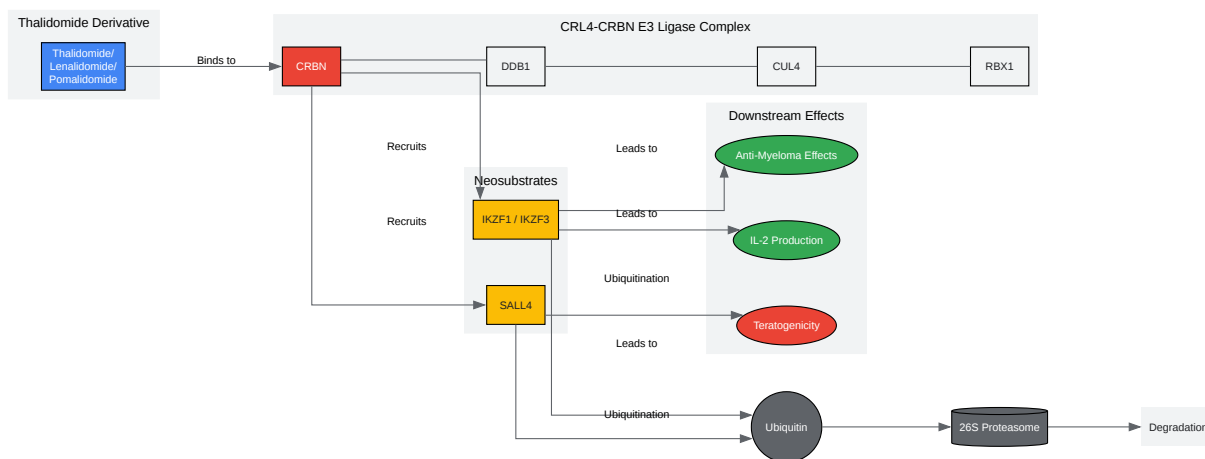 Thalidomide Derivative
Thalidomide/
Lenalidomide/
Pomalidomide
Binds to
CRL4-CRBN E3 Ligase Complex
CRBN
DDB1
CUL4
RBX1
Recruits
Recruits
Neosubstrates
IKZF1 / IKZF3
SALL4
Leads to
Leads to
Ubiquitination
Leads to
Ubiquitination
Downstream Effects
Anti-Myeloma Effects
IL-2 Production
Teratogenicity
Ubiquitin
26S Proteasome
Degradation